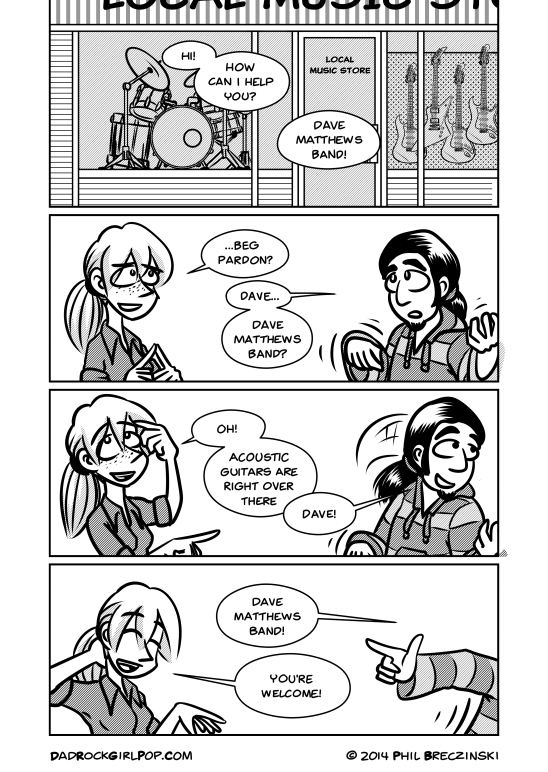 LOCAL MUSIC STO
HI!
HOW
CAN I HELP
YOU?
LOCAL
MUSIC STORE
DAVE
MATTHEWS
BAND!
...BEG
PARDON?
DAVE...
DAVE
MATTHEWS
BAND?
OH!
ACOUSTIC
GUITARS ARE
RIGHT OVER
THERE
DAVE!
DAVE
MATTHEWS
BAND!
YOU'RE
WELCOME!
DADROCKGIRLPOP.COM
© 2014 PHIL BRECZINSKI